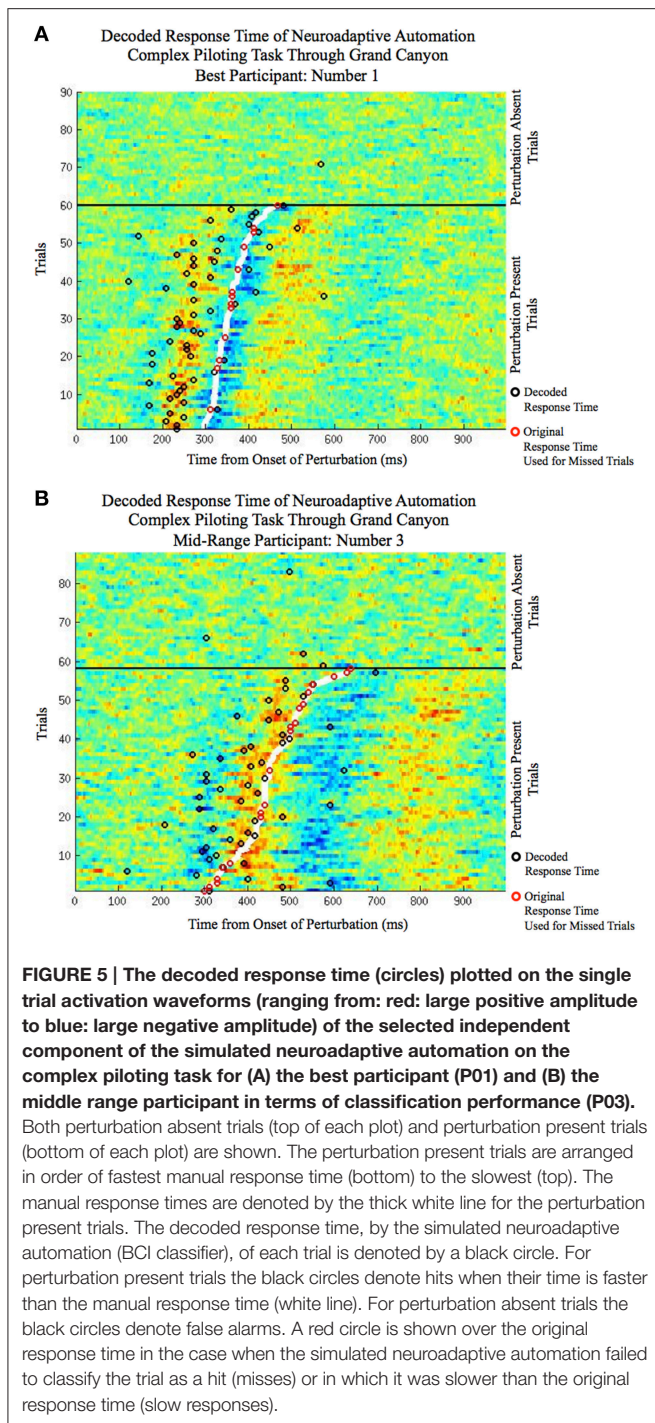 A
Decoded Response Time of Neuroadaptive Automation
Complex Piloting Task Through Grand Canyon
Best Participant: Number 1
90
80
70
60
50
40
30
20
10
Trials
Perturbation Absent
Trials
Perturbation Present
Trials
Decoded
Response Time
Original
Response Time
Used for Missed Trials
0 100 200 300 400 500 600 700 800 900
Time from Onset of Perturbation (ms)
B
Decoded Response Time of Neuroadaptive Automation
Complex Piloting Task Through Grand Canyon
Mid-Range Participant: Number 3
80
70
60
50
40
30
20
10
Trials
Perturbation Absent
Trials
Perturbation Present
Trials
Decoded
Response Time
Original
Response Time
Used for Missed Trials
0 100 200 300 400 500 600 700 800 900
Time from Onset of Perturbation (ms)
FIGURE 5 | The decoded response time (circles) plotted on the single
trial activation waveforms (ranging from: red: large positive amplitude
to blue: large negative amplitude) of the selected independent
component of the simulated neuroadaptive automation on the
complex piloting task for (A) the best participant (P01) and (B) the
middle range participant in terms of classification performance (P03).
Both perturbation absent trials (top of each plot) and perturbation present trials
(bottom of each plot) are shown. The perturbation present trials are arranged
in order of fastest manual response time (bottom) to the slowest (top). The
manual response times are denoted by the thick white line for the perturbation
present trials. The decoded response time, by the simulated neuroadaptive
automation (BCI classifier), of each trial is denoted by a black circle. For
perturbation present trials the black circles denote hits when their time is faster
than the manual response time (white line). For perturbation absent trials the
black circles denote false alarms. A red circle is shown over the original
response time in the case when the simulated neuroadaptive automation failed
to classify the trial as a hit (misses) or in which it was slower than the original
response time (slow responses).